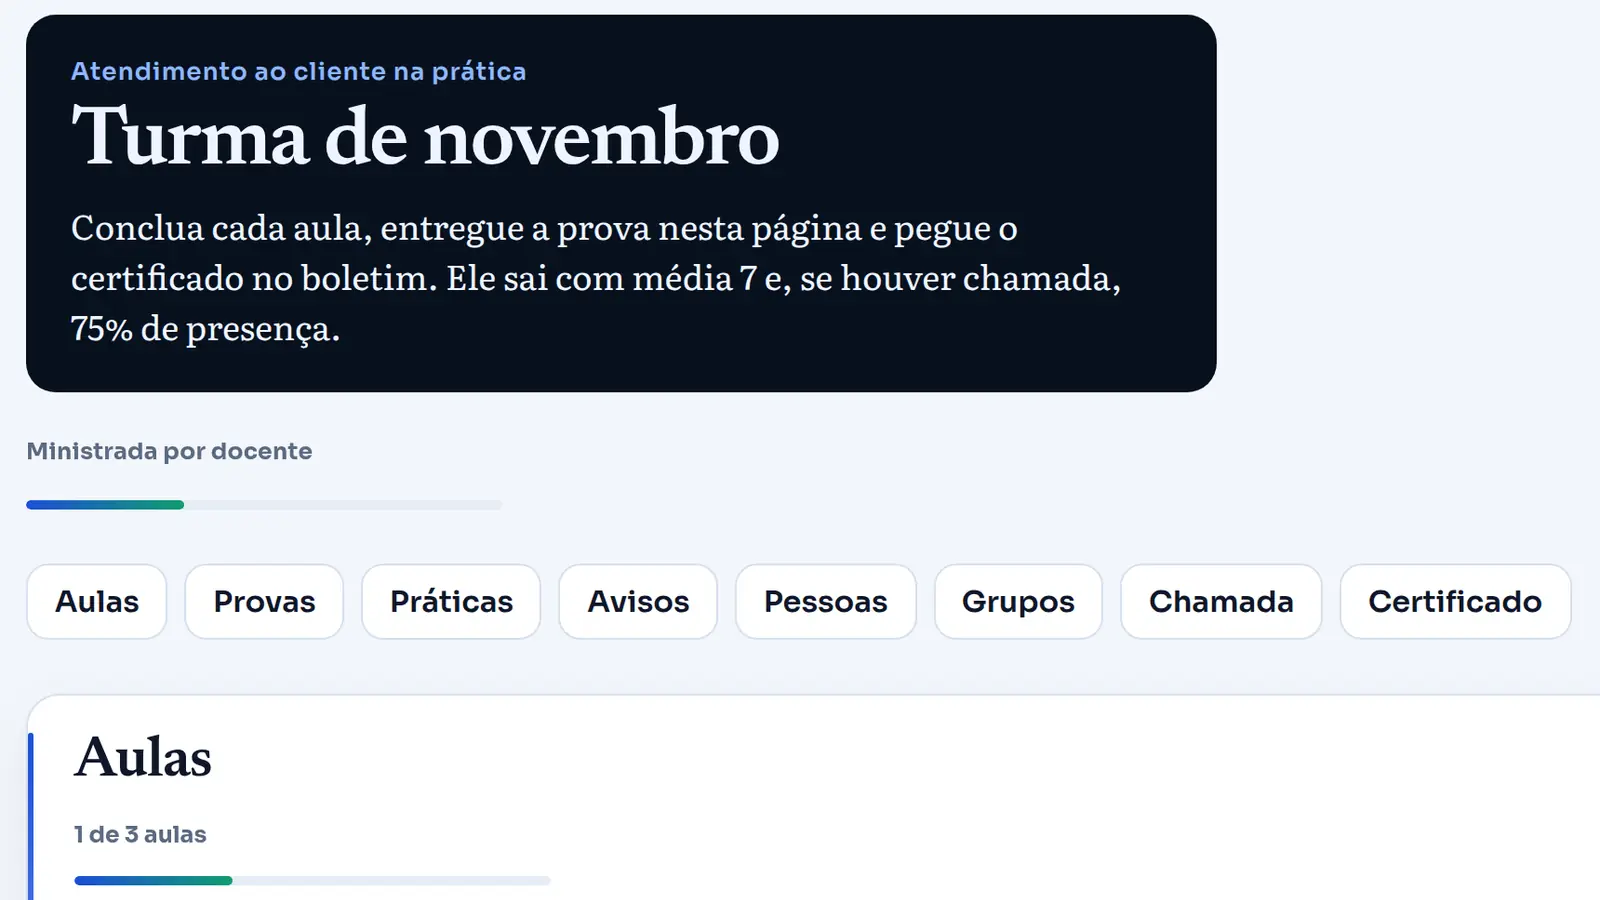 Atendimento ao cliente na prática
Turma de novembro
Conclua cada aula, entregue a prova nesta página e pegue o
certificado no boletim. Ele sai com média 7 e, se houver chamada,
75% de presença.
Ministrada por docente
Aulas
Provas
Práticas
Avisos
Pessoas
Grupos
Chamada
Certificado
Aulas
1 de 3 aulas